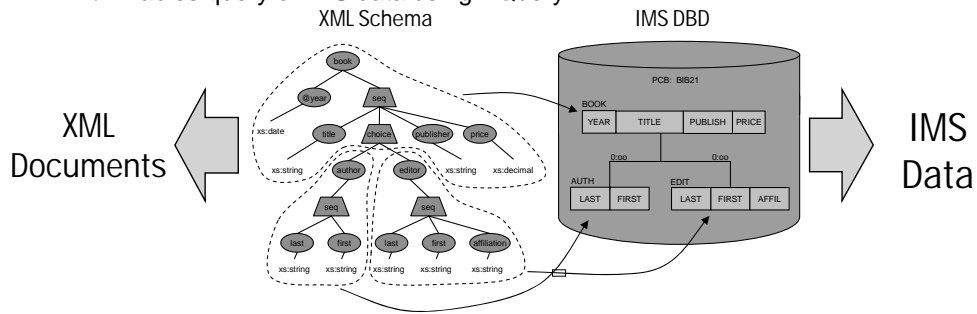 XML Schema
IMS DBD
book
PCB: BIB21
@year
seq
BOOK
YEAR TITLE PUBLISH PRICE
xs:date
title
choice
publisher
price
XML
Documents
IMS
Data
xs:string
author
editor
xs:string
xs:decimal
0:oo
0:oo
AUTH
EDIT
LAST FIRST
LAST FIRST AFFIL
seq
seq
last
first
last
first
affiliation
xs:string
xs:string
xs:string
xs:string
xs:string